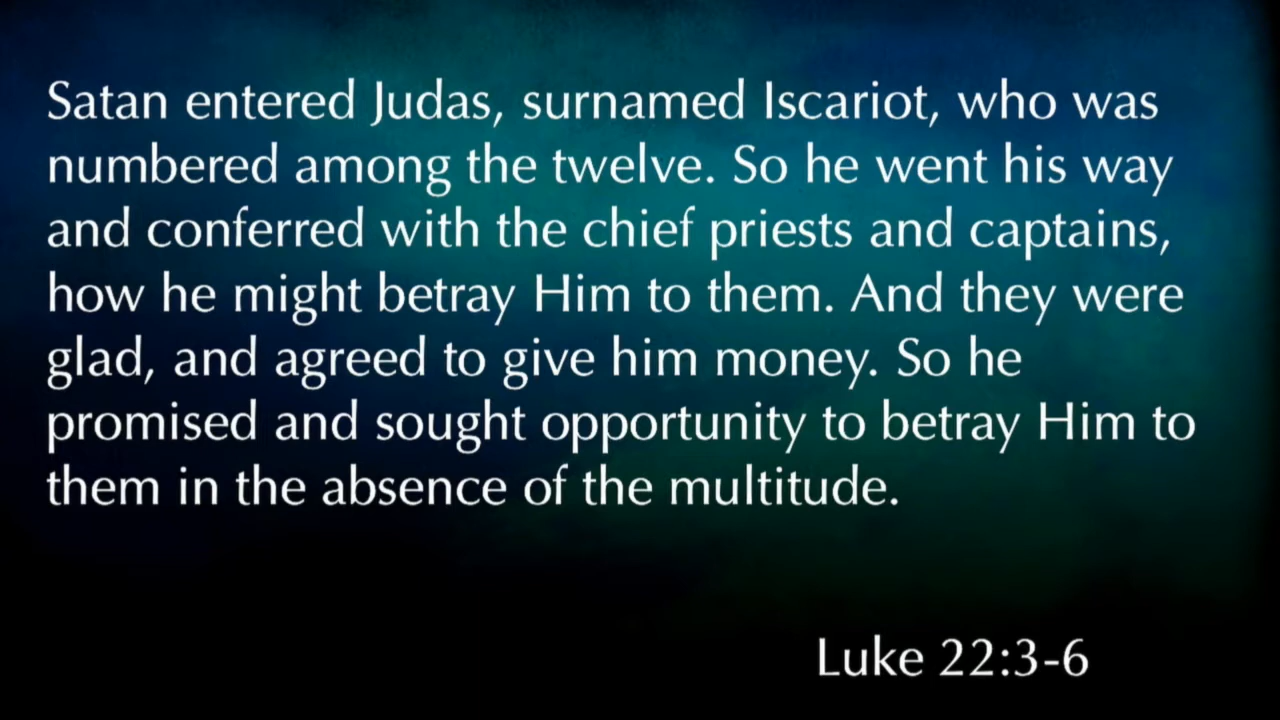 Satan entered Judas, surnamed Iscariot, who was
numbered among the twelve. So he went his way
and conferred with the chief priests and captains,
how he might betray Him to them. And they were
glad, and agreed to give him money. So he
promised and sought opportunity to betray Him to
them in the absence of the multitude.
Luke 22:3-6